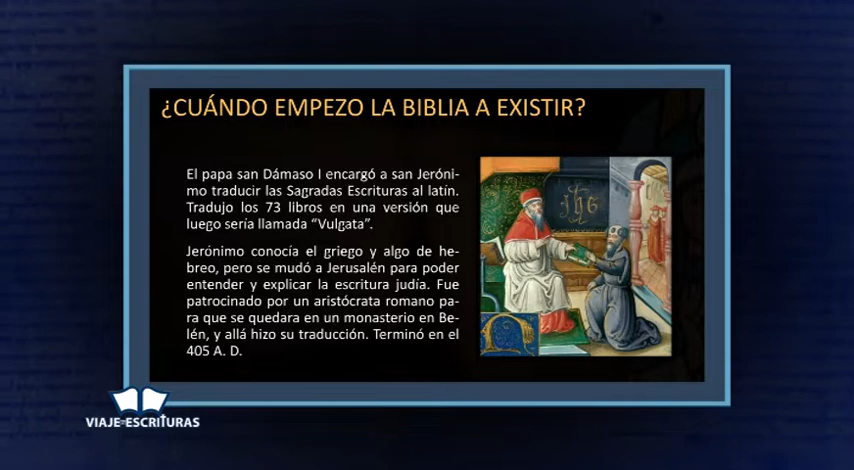 ¿CUÁNDO EMPEZO LA BIBLIA A EXISTIR?
El papa san Dámaso I encargó a san Jeróni-
mo traducir las Sagradas Escrituras al latín.
Tradujo los 73 libros en una versión que
luego sería llamada “Vulgata”.
Jerónimo conocía el griego y algo de he-
breo, pero se mudó a Jerusalén para poder
entender y explicar la escritura judía. Fue
patrocinado por un aristócrata romano pa-
ra que se quedara en un monasterio en Be-
lén, y allá hizo su traducción. Terminó en el
405 A. D.
VIAJE ESCRITURAS